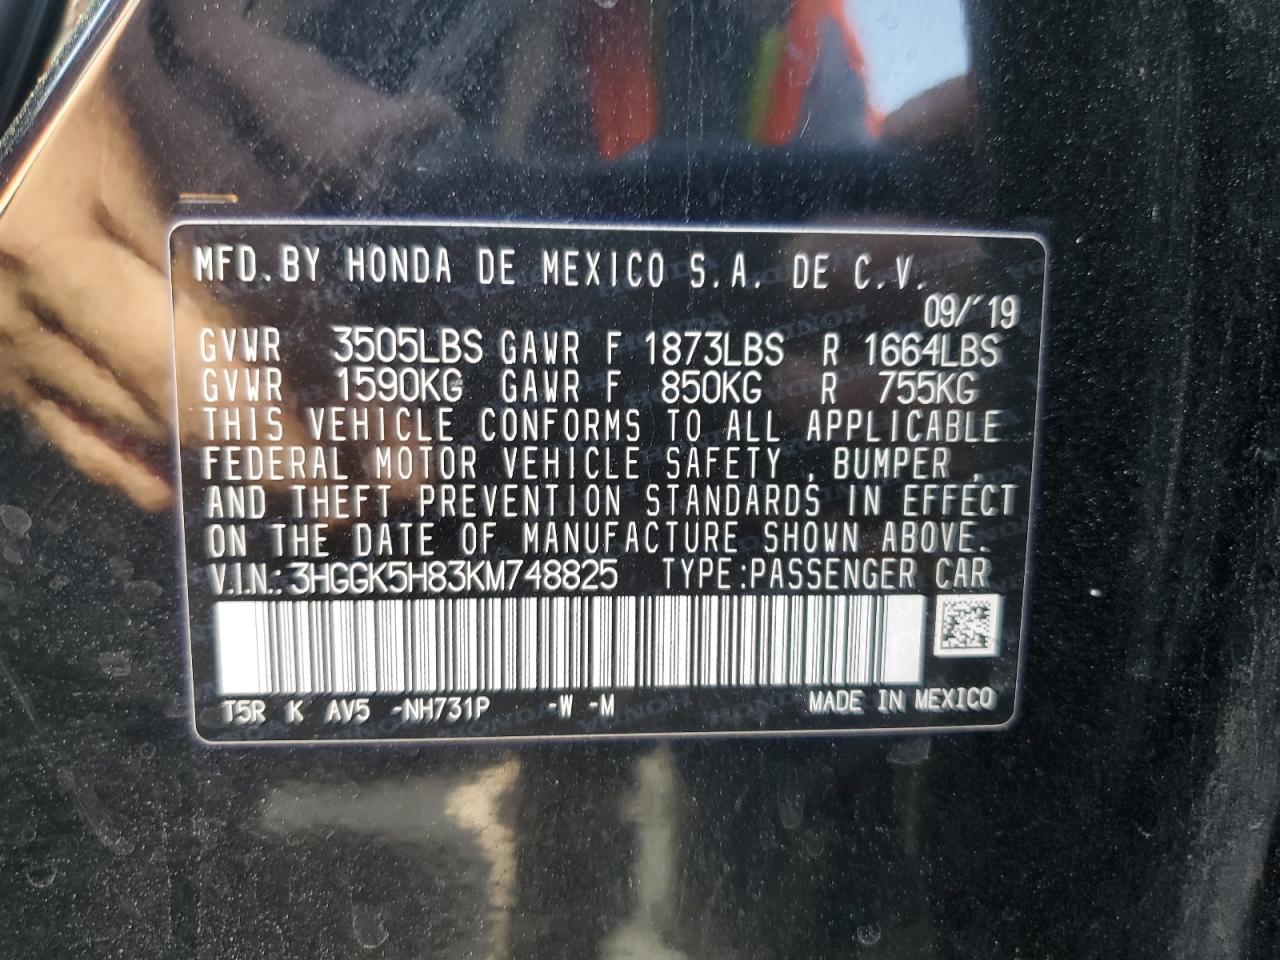 MFD. BY HONDA DE MEXICO S.A. DE C.V.
09/'19
GVWR 3505LBS GAWR F 1873LBS R 1664LBS
GVWR 1590KG GAWR F 850KG R 755KG
THIS VEHICLE CONFORMS TO ALL APPLICABLE
FEDERAL MOTOR VEHICLE SAFETY , BUMPER ,
AND THEFT PREVENTION STANDARDS IN EFFECT
ON THE DATE OF MANUFACTURE SHOWN ABOVE.
V.I.N.: 3HGGK5H83KM748825 TYPE:PASSENGER CAR
T5R K AV5 -NH731P -W -M MADE IN MEXICO